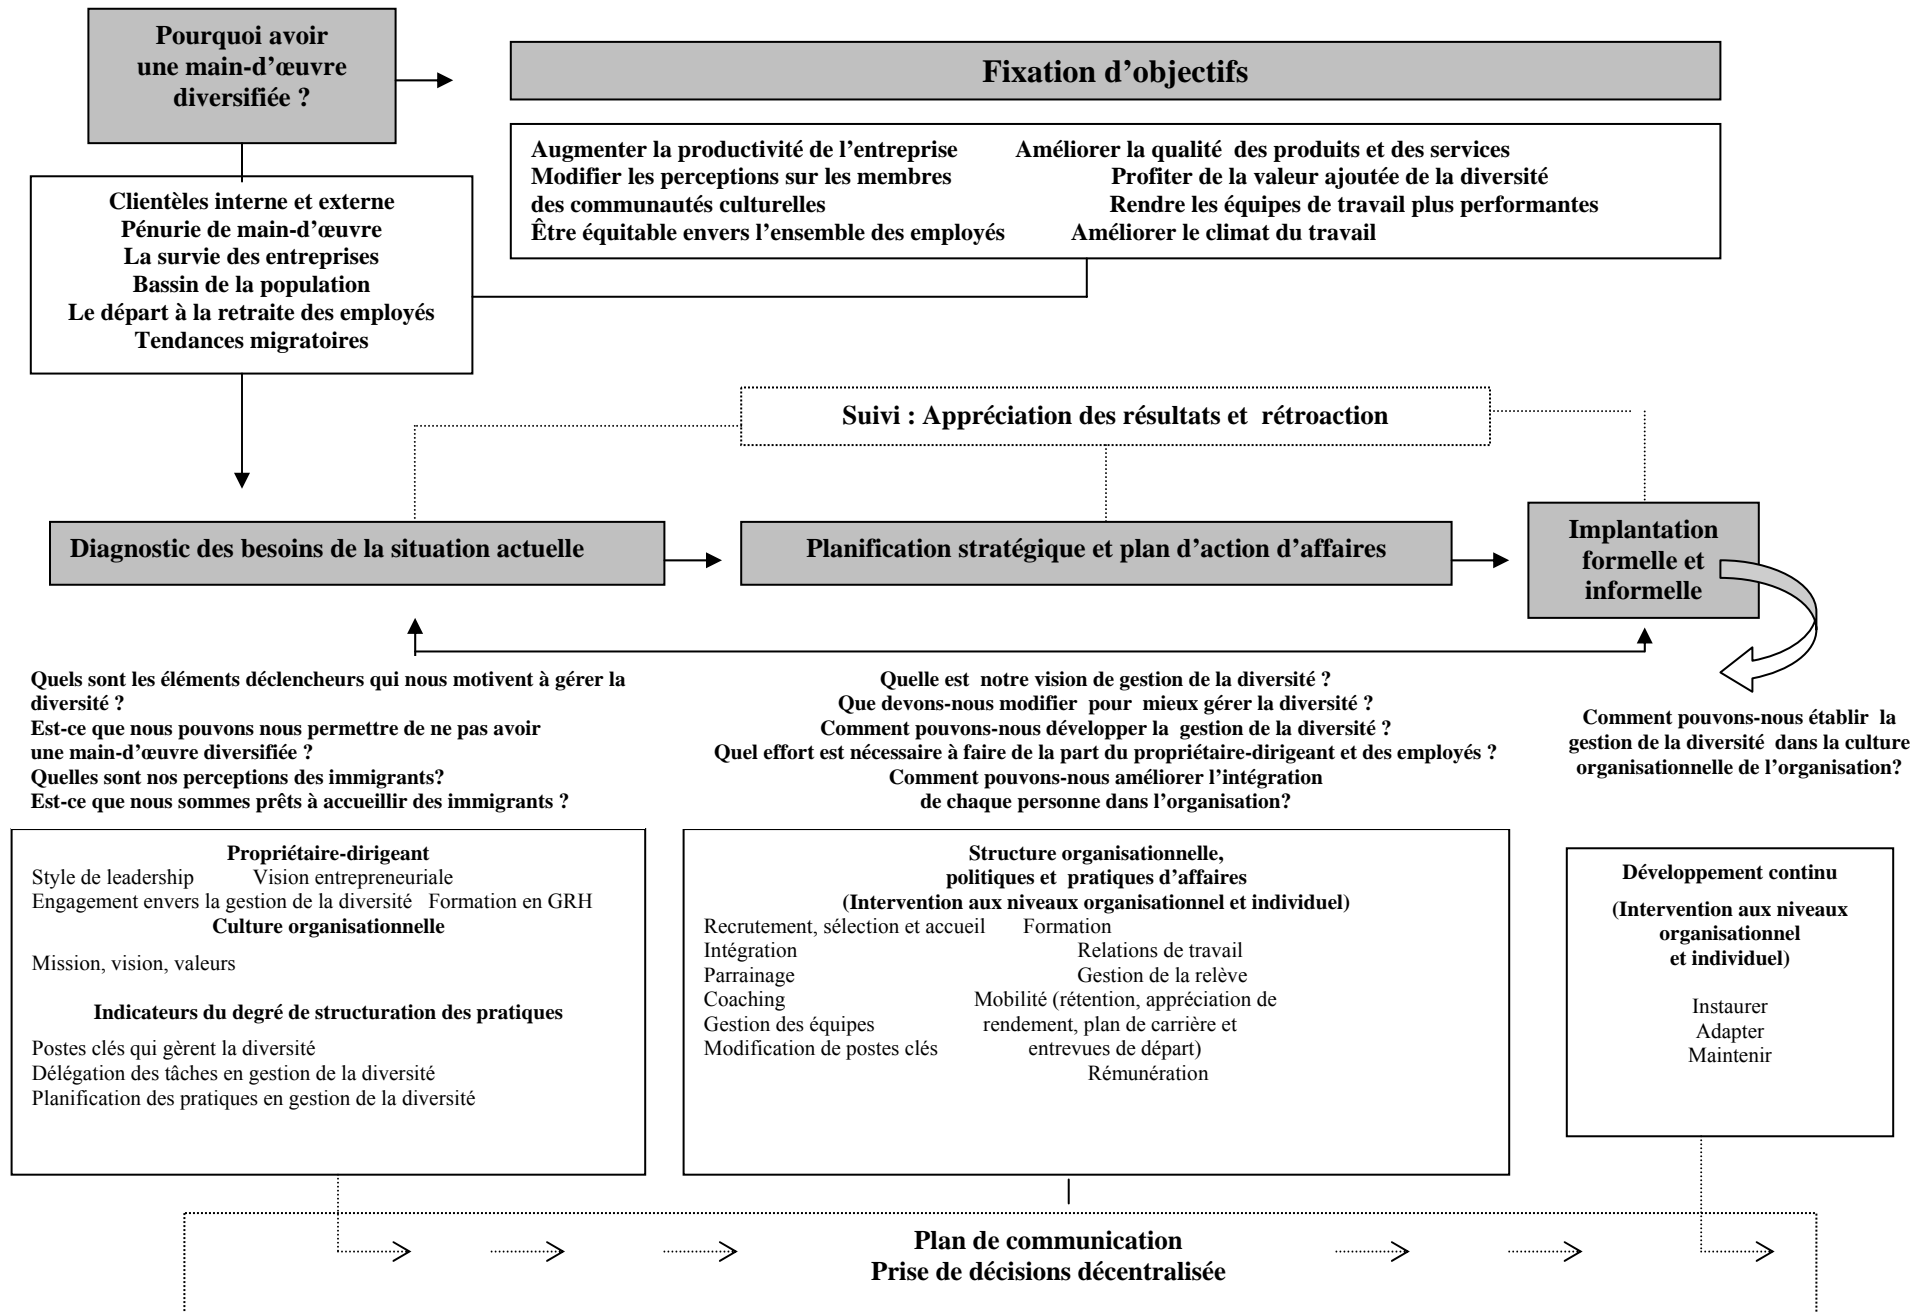 Pourquoi avoir
une main-d'œuvre
diversifiée ?
Fixation d'objectifs
Augmenter la productivité de l'entreprise Améliorer la qualité des produits et des services
Modifier les perceptions sur les membres Profiter de la valeur ajoutée de la diversité
des communautés culturelles Rendre les équipes de travail plus performantes
Être équitable envers l'ensemble des employés Améliorer le climat du travail
Clientèles interne et externe
Pénurie de main-d'œuvre
La survie des entreprises
Bassin de la population
Le départ à la retraite des employés
Tendances migratoires
Suivi : Appréciation des résultats et rétroaction
Diagnostic des besoins de la situation actuelle
Planification stratégique et plan d'action d'affaires
Implantation
formelle et
informelle
Quels sont les éléments déclencheurs qui nous motivent à gérer la
diversité ?
Est-ce que nous pouvons nous permettre de ne pas avoir
une main-d'œuvre diversifiée ?
Quelles sont nos perceptions des immigrants?
Est-ce que nous sommes prêts à accueillir des immigrants ?
Quelle est notre vision de gestion de la diversité ?
Que devons-nous modifier pour mieux gérer la diversité ?
Comment pouvons-nous développer la gestion de la diversité ?
Quel effort est nécessaire à faire de la part du propriétaire-dirigeant et des employés ?
Comment pouvons-nous améliorer l'intégration
de chaque personne dans l'organisation?
Comment pouvons-nous établir la
gestion de la diversité dans la culture
organisationnelle de l'organisation?
Propriétaire-dirigeant
Style de leadership Vision entrepreneuriale
Engagement envers la gestion de la diversité Formation en GRH
Culture organisationnelle
Mission, vision, valeurs
Indicateurs du degré de structuration des pratiques
Postes clés qui gèrent la diversité
Délégation des tâches en gestion de la diversité
Planification des pratiques en gestion de la diversité
Structure organisationnelle,
politiques et pratiques d'affaires
(Intervention aux niveaux organisationnel et individuel)
Recrutement, sélection et accueil Formation
Intégration Relations de travail
Parrainage Gestion de la relève
Coaching Mobilité (rétention, appréciation de
Gestion des équipes rendement, plan de carrière et
Modification de postes clés entrevues de départ)
Rémunération
Développement continu
(Intervention aux niveaux
organisationnel
et individuel)
Instaurer
Adapter
Maintenir
Plan de communication
Prise de décisions décentralisée